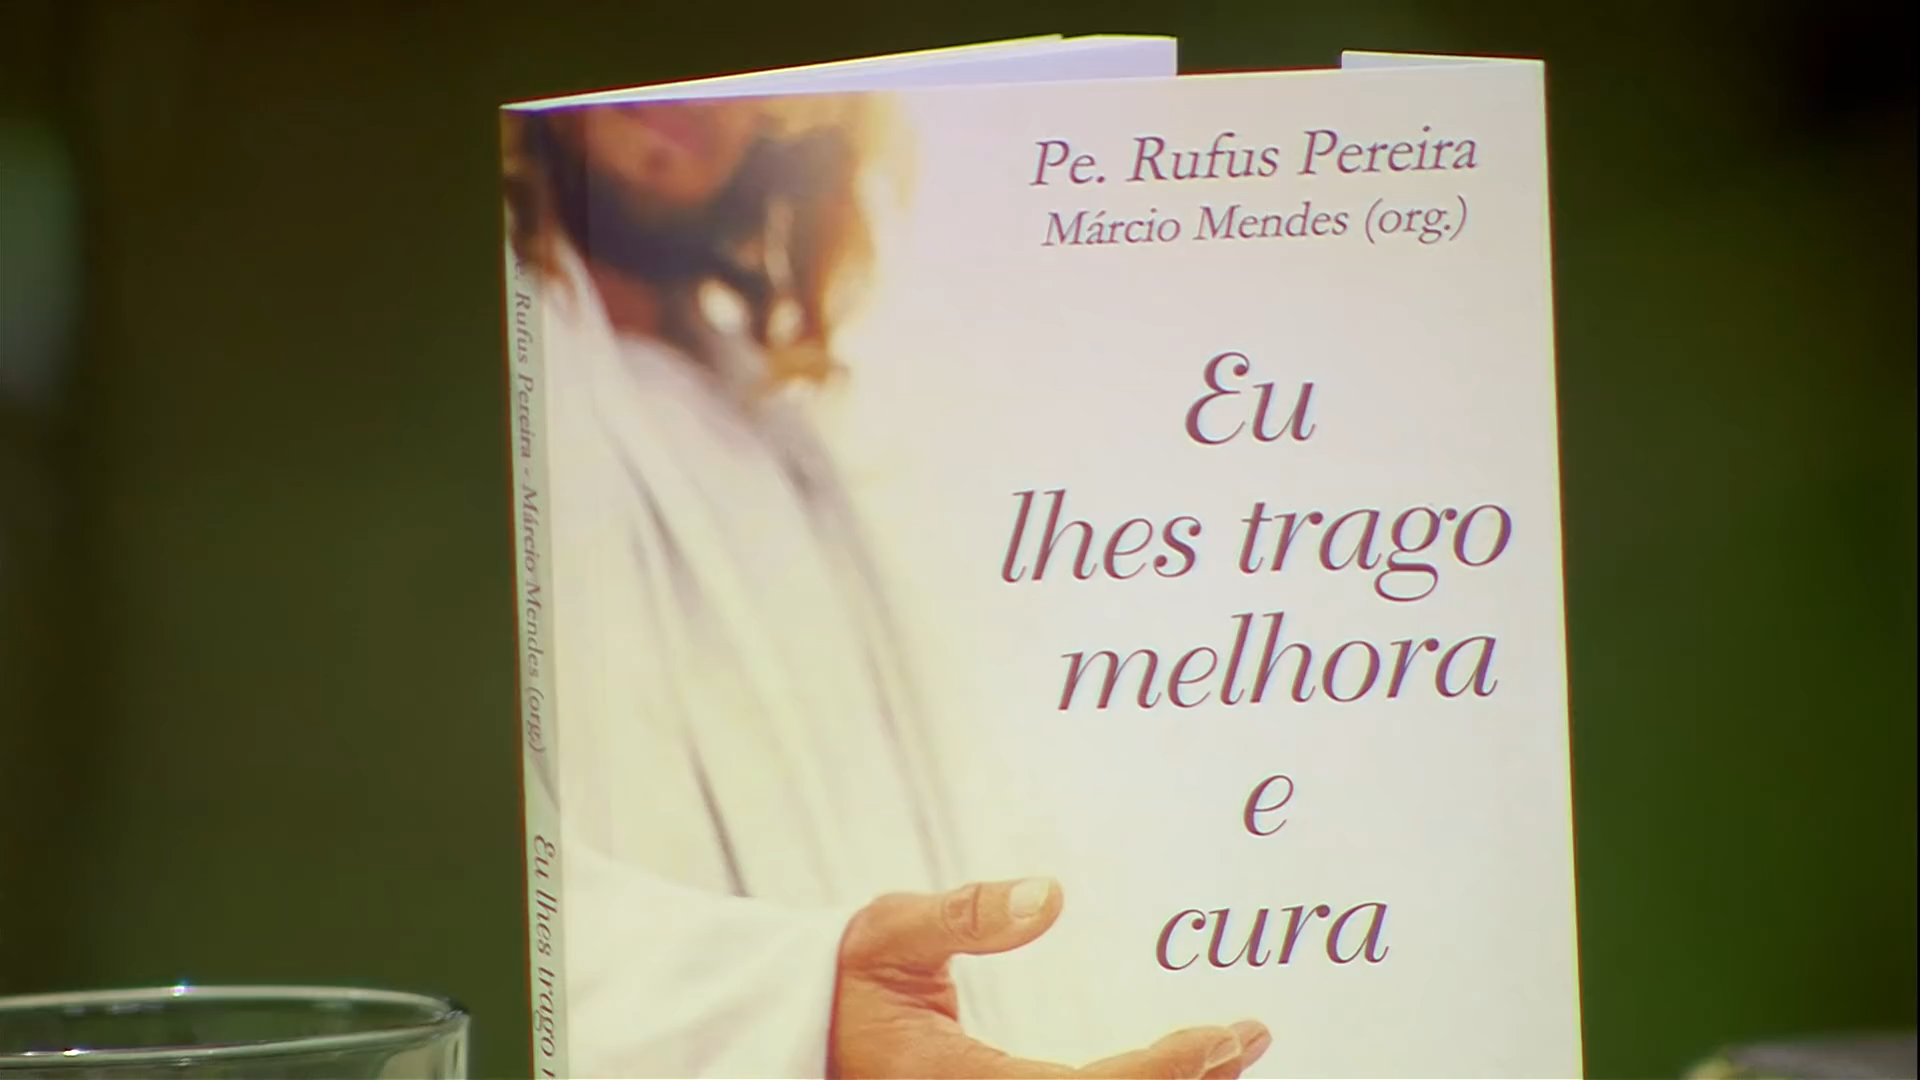 Pe. Rufus Pereira
Márcio Mendes (org.)
Eu
lhes trago
melhora
e
cura
Rufus Pereira - Márcio Mendes (org.)
Eu lhes trago